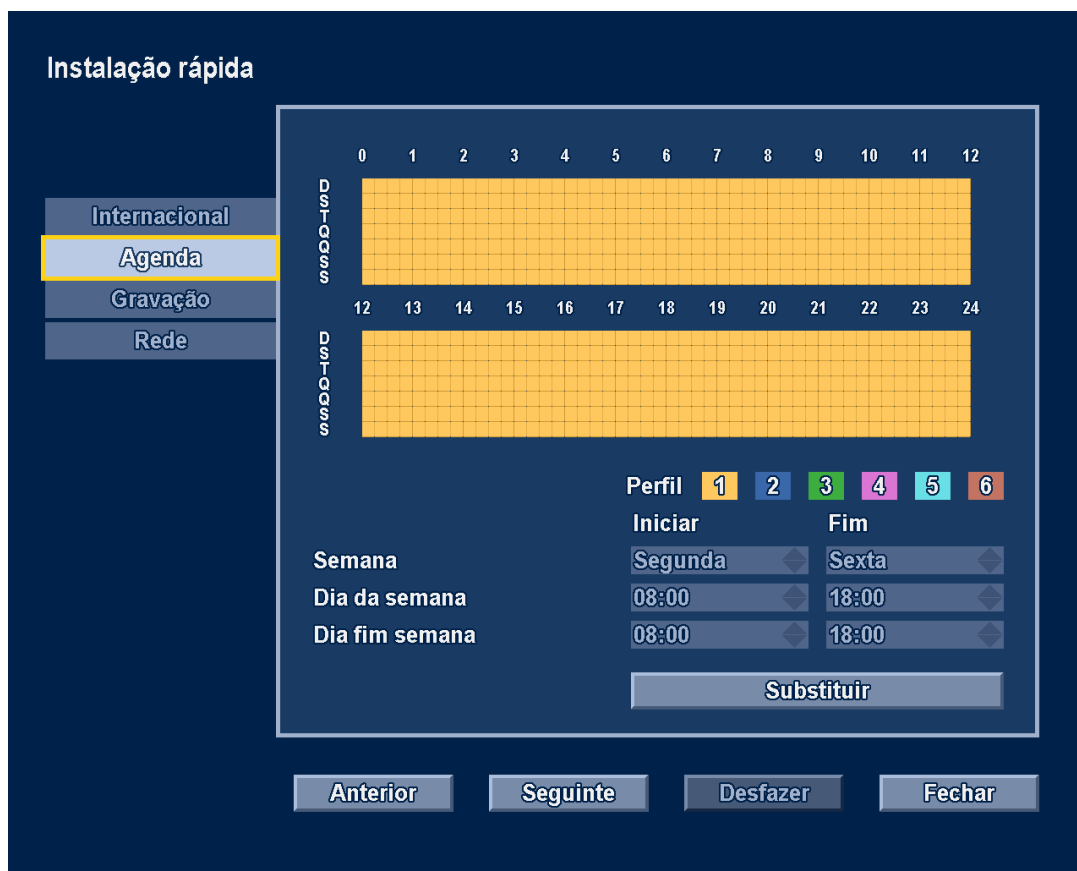 Instalação rápida
Internacional
Agenda
Gravação
Rede
0 1 2 3 4 5 6 7 8 9 10 11 12
D
S
T
Q
Q
S
S
12 13 14 15 16 17 18 19 20 21 22 23 24
D
S
T
Q
Q
S
S
Perfil 1 2 3 4 5 6
Iniciar Fim
Semana Segunda Sexta
Dia da semana 08:00 18:00
Dia fim semana 08:00 18:00
Substituir
Anterior Seguinte Desfazer Fechar